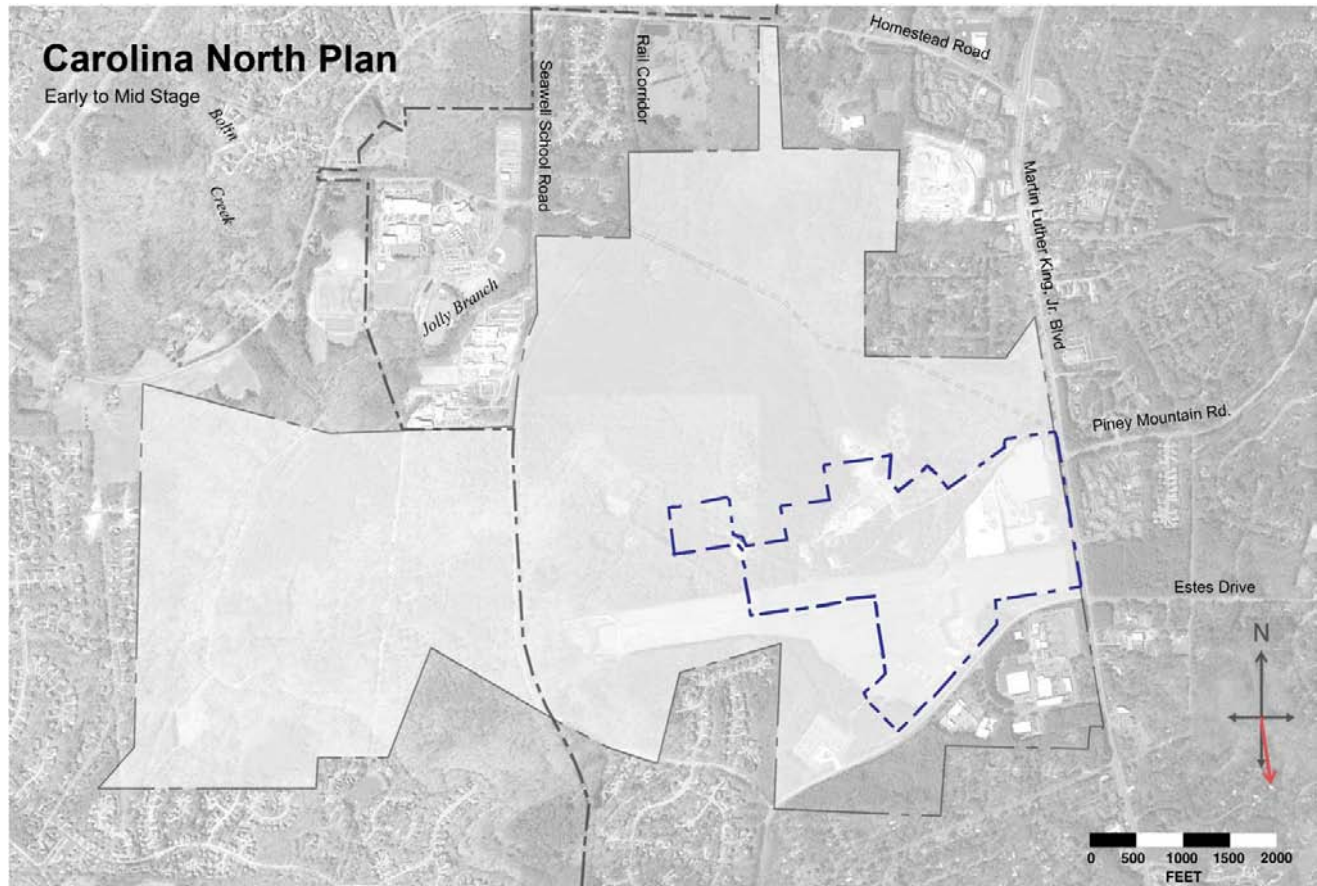 Carolina North Plan
Early to Mid Stage
Bolin
Creek
Jolly Branch
Seawell School Road
Rail Corridor
Homestead Road
Martin Luther King, Jr. Blvd
Piney Mountain Rd.
Estes Drive
N
0 500 1000 1500 2000
FEET